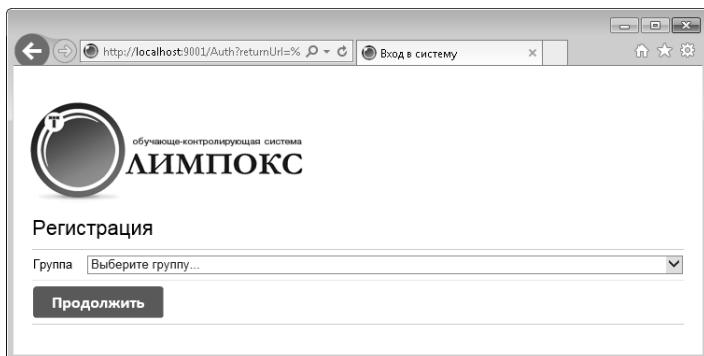 http://localhost:9001/Auth?returnUrl=%
Вход в систему
T
обучающе-контролирующая система
ЛИМПОКС
Регистрация
Группа
Выберите группу...
Продолжить